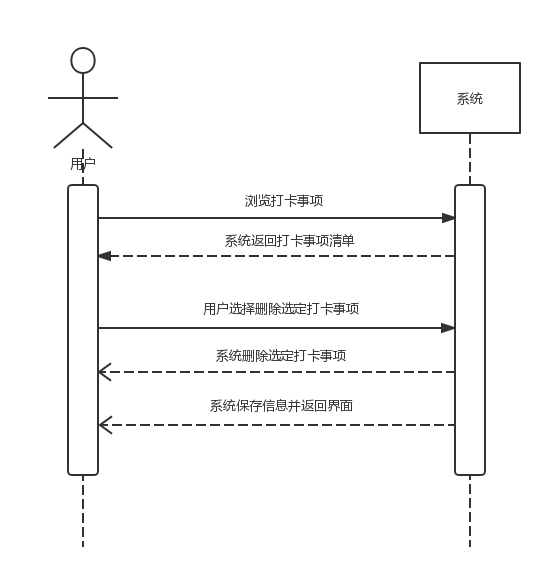 系统
用户
浏览打卡事项
系统返回打卡事项清单
用户选择删除选定打卡事项
系统删除选定打卡事项
系统保存信息并返回界面